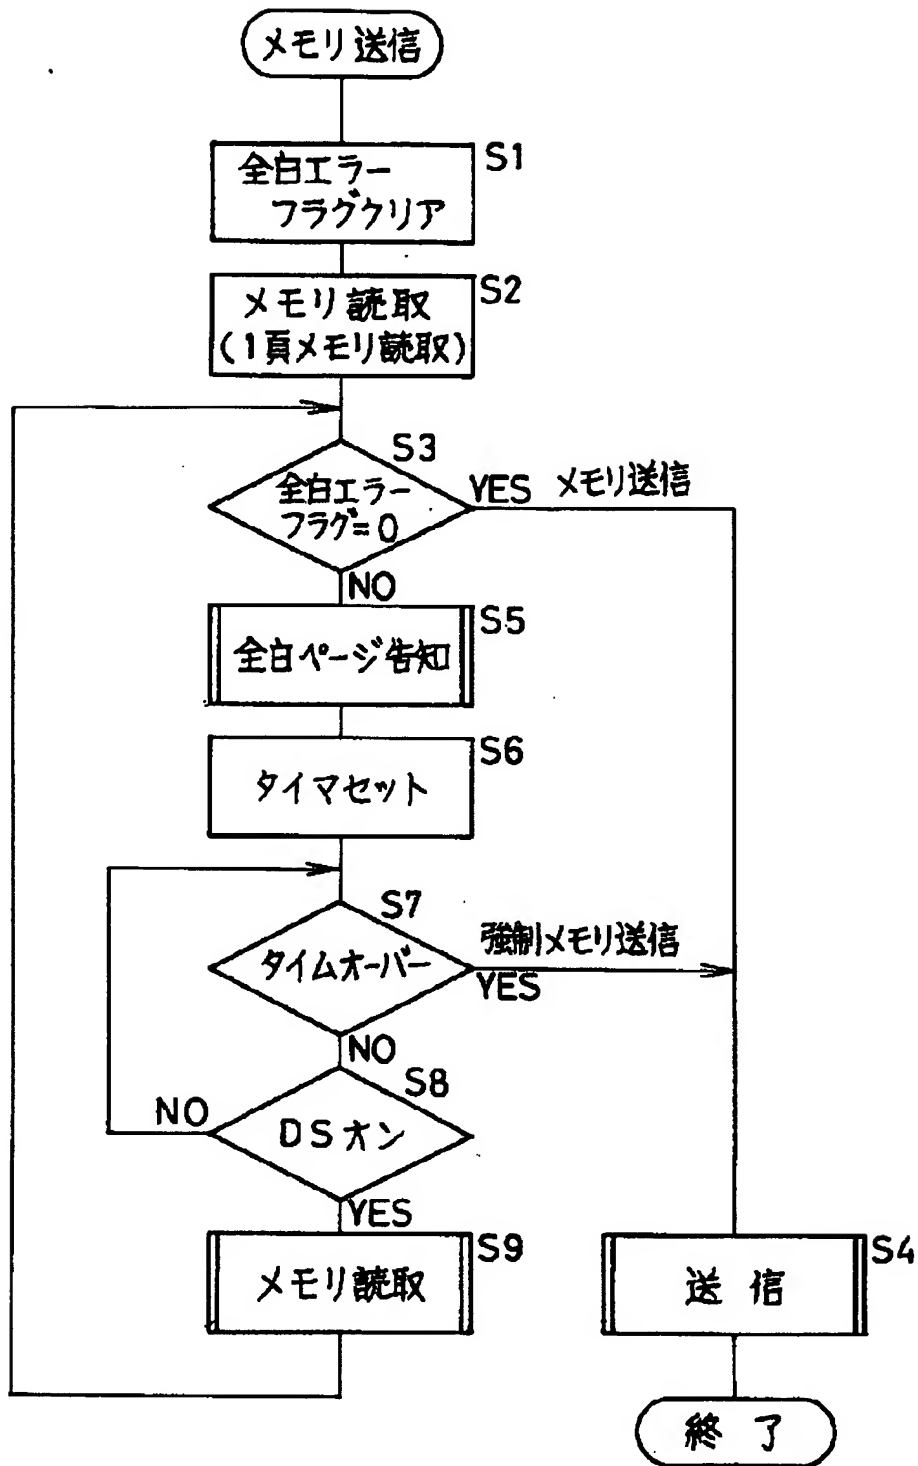 メモリ送信
S1
全白エラー
フラグクリア
S2
メモリ読取
(1頁メモリ読取)
S3
全白エラー
フラグ=0
YES メモリ送信
NO
S5
全白ページ告知
S6
タイマセット
S7
タイムオーバー
強制メモリ送信
YES
NO
S8
NO
DSオン
YES
S9
メモリ読取
S4
送信
終了